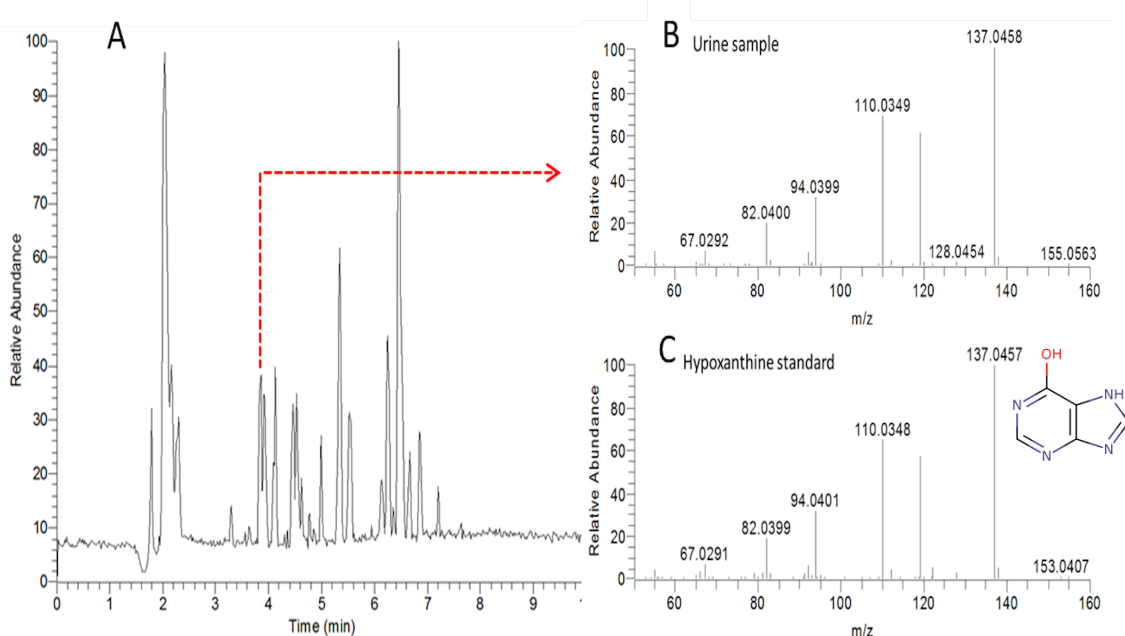 A
100
90
80
70
60
50
40
30
20
10
0
Relative Abundance
0 1 2 3 4 5 6 7 8 9
Time (min)
B Urine sample
137.0458
110.0349
94.0399
82.0400
67.0292
128.0454
155.0563
100
80
60
40
20
0
Relative Abundance
60 80 100 120 140 160
m/z
C Hypoxanthine standard
137.0457
110.0348
94.0401
82.0399
67.0291
153.0407
100
80
60
40
20
0
Relative Abundance
60 80 100 120 140 160
m/z
OH
N
NH
N
N